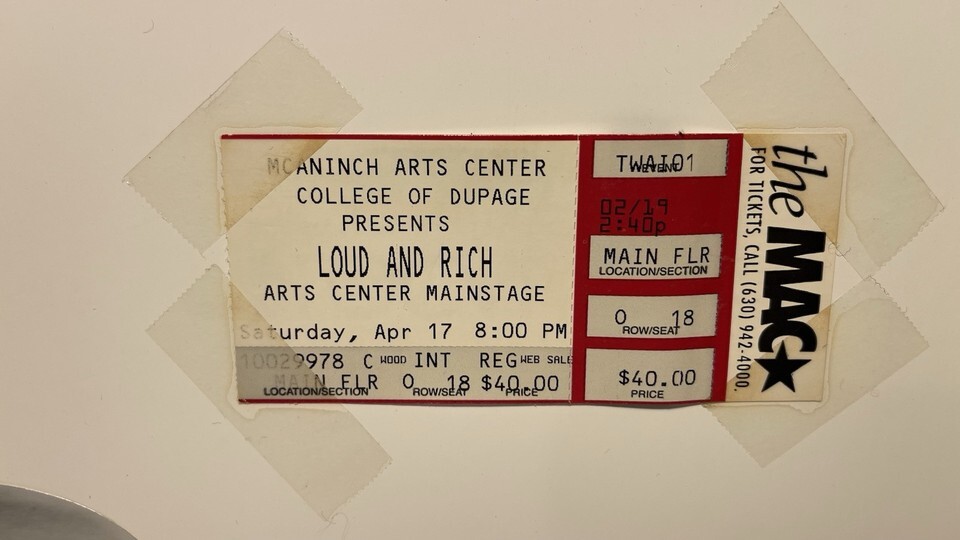 MCANINCH ARTS CENTER
COLLEGE OF DUPAGE
PRESENTS
LOUD AND RICH
ARTS CENTER MAINSTAGE
Saturday, Apr 17 8:00 PM
10029978 C WOOD INT REG WEB SALE
MAIN FLR O 18 $40.00
LOCATION/SECTION ROW/SEAT PRICE
TWAI01
EVENT
02/19
2:40p
MAIN FLR
LOCATION/SECTION
O 18
ROW/SEAT
$40.00
PRICE
FOR TICKETS, CALL (630) 942-4000.
the MAC